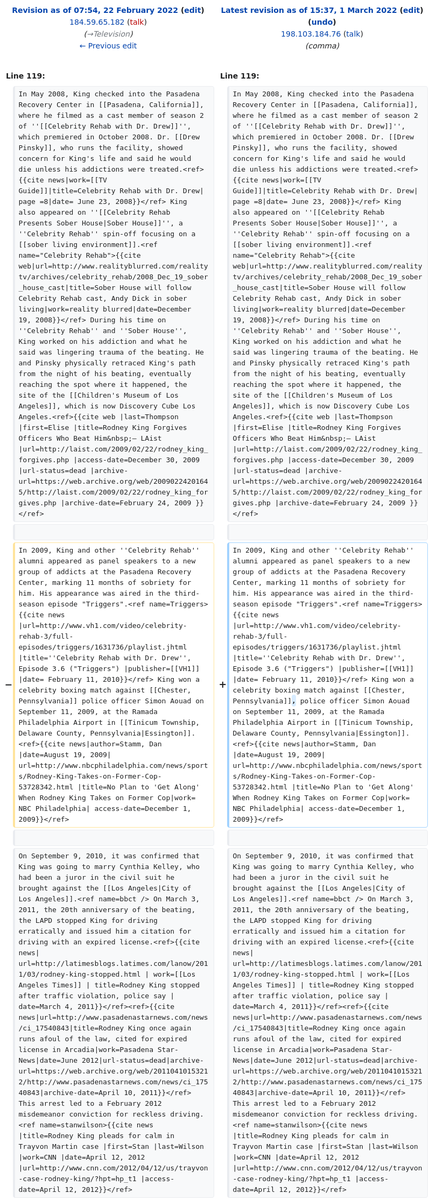 Revision as of 07:54, 22 February 2022 (edit)
184.59.65.182 (talk)
(→Television)
← Previous edit
Line 119:
In May 2008, King checked into the Pasadena
Recovery Center in [[Pasadena, California]],
where he filmed as a cast member of season 2
of ''[[Celebrity Rehab with Dr. Drew]]'',
which premiered in October 2008. Dr. [[Drew
Pinsky]], who runs the facility, showed
concern for King's life and said he would
die unless his addictions were treated.<ref>
{{cite news|work=[[TV
Guide]]|title=Celebrity Rehab with Dr. Drew|
page =8|date= June 23, 2008}}</ref> King
also appeared on ''[[Celebrity Rehab
Presents Sober House|Sober House]]'', a
''Celebrity Rehab'' spin-off focusing on a
[[sober living environment]].<ref
name="Celebrity Rehab">{{cite
web|url=http://www.realityblurred.com/reality
tv/archives/celebrity_rehab/2008_Dec_19_sober
_house_cast|title=Sober House will follow
Celebrity Rehab cast, Andy Dick in sober
living|work=reality blurred|date=December
19, 2008}}</ref> During his time on
''Celebrity Rehab'' and ''Sober House'',
King worked on his addiction and what he
said was lingering trauma of the beating. He
and Pinsky physically retraced King's path
from the night of his beating, eventually
reaching the spot where it happened, the
site of the [[Children's Museum of Los
Angeles]], which is now Discovery Cube Los
Angeles.<ref>{{cite web |last=Thompson
|first=Elise |title=Rodney King Forgives
Officers Who Beat Him&nbsp;– LAist
|url=http://laist.com/2009/02/22/rodney_king_
forgives.php |access-date=December 30, 2009
|url-status=dead |archive-
url=https://web.archive.org/web/2009022420164
5/http://laist.com/2009/02/22/rodney_king_for
gives.php |archive-date=February 24, 2009 }}
</ref>
−
In 2009, King and other ''Celebrity Rehab''
alumni appeared as panel speakers to a new
group of addicts at the Pasadena Recovery
Center, marking 11 months of sobriety for
him. His appearance was aired in the third-
season episode "Triggers".<ref name=Triggers>
{{cite news
|url=http://www.vh1.com/video/celebrity-
rehab-3/full-
episodes/triggers/1631736/playlist.jhtml
|title=''Celebrity Rehab with Dr. Drew'',
Episode 3.6 ("Triggers") |publisher=[[VH1]]
|date= February 11, 2010}}</ref> King won a
celebrity boxing match against [[Chester,
Pennsylvania]] police officer Simon Aouad on
September 11, 2009, at the Ramada
Philadelphia Airport in [[Tinicum Township,
Delaware County, Pennsylvania|Essington]].
<ref>{{cite news|author=Stamm, Dan
|date=August 19, 2009|
url=http://www.nbcphiladelphia.com/news/sport
s/Rodney-King-Takes-on-Former-Cop-
53728342.html |title=No Plan to 'Get Along'
When Rodney King Takes on Former Cop|work=
NBC Philadelphia| access-date=December 1,
2009}}</ref>
On September 9, 2010, it was confirmed that
King was going to marry Cynthia Kelley, who
had been a juror in the civil suit he
brought against the [[Los Angeles|City of
Los Angeles]].<ref name=bbct /> On March 3,
2011, the 20th anniversary of the beating,
the LAPD stopped King for driving
erratically and issued him a citation for
driving with an expired license.<ref>{{cite
news|
url=http://latimesblogs.latimes.com/lanow/201
1/03/rodney-king-stopped.html | work=[[Los
Angeles Times]] | title=Rodney King stopped
after traffic violation, police say |
date=March 4, 2011}}</ref><ref>{{cite
news|url=http://www.pasadenastarnews.com/news
/ci_17540843|title=Rodney King once again
runs afoul of the law, cited for expired
license in Arcadia|work=Pasadena Star-
News|date=June 2012|url-status=dead|archive-
url=https://web.archive.org/web/2011041015321
2/http://www.pasadenastarnews.com/news/ci_175
40843|archive-date=April 10, 2011}}</ref>
This arrest led to a February 2012
misdemeanor conviction for reckless driving.
<ref name=stanwilson>{{cite news
|title=Rodney King pleads for calm in
Trayvon Martin case |first=Stan |last=Wilson
|work=CNN |date=April 12, 2012
|url=http://www.cnn.com/2012/04/12/us/trayvon
-case-rodney-king/?hpt=hp_t1 |access-
date=April 12, 2012}}</ref>
Latest revision as of 15:37, 1 March 2022 (edit)
(undo)
198.103.184.76 (talk)
(comma)
Line 119:
In May 2008, King checked into the Pasadena
Recovery Center in [[Pasadena, California]],
where he filmed as a cast member of season 2
of ''[[Celebrity Rehab with Dr. Drew]]'',
which premiered in October 2008. Dr. [[Drew
Pinsky]], who runs the facility, showed
concern for King's life and said he would
die unless his addictions were treated.<ref>
{{cite news|work=[[TV
Guide]]|title=Celebrity Rehab with Dr. Drew|
page =8|date= June 23, 2008}}</ref> King
also appeared on ''[[Celebrity Rehab
Presents Sober House|Sober House]]'', a
''Celebrity Rehab'' spin-off focusing on a
[[sober living environment]].<ref
name="Celebrity Rehab">{{cite
web|url=http://www.realityblurred.com/reality
tv/archives/celebrity_rehab/2008_Dec_19_sober
_house_cast|title=Sober House will follow
Celebrity Rehab cast, Andy Dick in sober
living|work=reality blurred|date=December
19, 2008}}</ref> During his time on
''Celebrity Rehab'' and ''Sober House'',
King worked on his addiction and what he
said was lingering trauma of the beating. He
and Pinsky physically retraced King's path
from the night of his beating, eventually
reaching the spot where it happened, the
site of the [[Children's Museum of Los
Angeles]], which is now Discovery Cube Los
Angeles.<ref>{{cite web |last=Thompson
|first=Elise |title=Rodney King Forgives
Officers Who Beat Him&nbsp;– LAist
|url=http://laist.com/2009/02/22/rodney_king_
forgives.php |access-date=December 30, 2009
|url-status=dead |archive-
url=https://web.archive.org/web/2009022420164
5/http://laist.com/2009/02/22/rodney_king_for
gives.php |archive-date=February 24, 2009 }}
</ref>
+
In 2009, King and other ''Celebrity Rehab''
alumni appeared as panel speakers to a new
group of addicts at the Pasadena Recovery
Center, marking 11 months of sobriety for
him. His appearance was aired in the third-
season episode "Triggers".<ref name=Triggers>
{{cite news
|url=http://www.vh1.com/video/celebrity-
rehab-3/full-
episodes/triggers/1631736/playlist.jhtml
|title=''Celebrity Rehab with Dr. Drew'',
Episode 3.6 ("Triggers") |publisher=[[VH1]]
|date= February 11, 2010}}</ref> King won a
celebrity boxing match against [[Chester,
Pennsylvania]], police officer Simon Aouad
on September 11, 2009, at the Ramada
Philadelphia Airport in [[Tinicum Township,
Delaware County, Pennsylvania|Essington]].
<ref>{{cite news|author=Stamm, Dan
|date=August 19, 2009|
url=http://www.nbcphiladelphia.com/news/sport
s/Rodney-King-Takes-on-Former-Cop-
53728342.html |title=No Plan to 'Get Along'
When Rodney King Takes on Former Cop|work=
NBC Philadelphia| access-date=December 1,
2009}}</ref>
On September 9, 2010, it was confirmed that
King was going to marry Cynthia Kelley, who
had been a juror in the civil suit he
brought against the [[Los Angeles|City of
Los Angeles]].<ref name=bbct /> On March 3,
2011, the 20th anniversary of the beating,
the LAPD stopped King for driving
erratically and issued him a citation for
driving with an expired license.<ref>{{cite
news|
url=http://latimesblogs.latimes.com/lanow/201
1/03/rodney-king-stopped.html | work=[[Los
Angeles Times]] | title=Rodney King stopped
after traffic violation, police say |
date=March 4, 2011}}</ref><ref>{{cite
news|url=http://www.pasadenastarnews.com/news
/ci_17540843|title=Rodney King once again
runs afoul of the law, cited for expired
license in Arcadia|work=Pasadena Star-
News|date=June 2012|url-status=dead|archive-
url=https://web.archive.org/web/2011041015321
2/http://www.pasadenastarnews.com/news/ci_175
40843|archive-date=April 10, 2011}}</ref>
This arrest led to a February 2012
misdemeanor conviction for reckless driving.
<ref name=stanwilson>{{cite news
|title=Rodney King pleads for calm in
Trayvon Martin case |first=Stan |last=Wilson
|work=CNN |date=April 12, 2012
|url=http://www.cnn.com/2012/04/12/us/trayvon
-case-rodney-king/?hpt=hp_t1 |access-
date=April 12, 2012}}</ref>